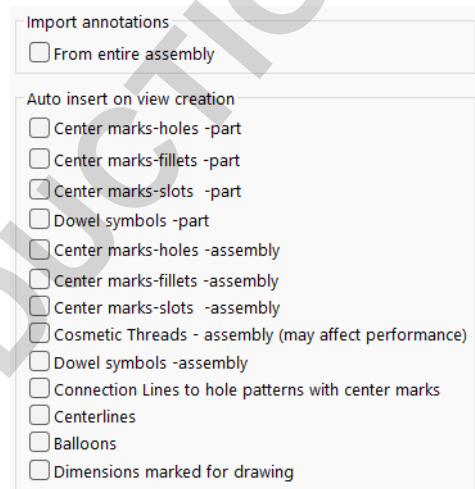 Import annotations
From entire assembly
Auto insert on view creation
Center marks-holes -part
Center marks-fillets -part
Center marks-slots -part
Dowel symbols -part
Center marks-holes -assembly
Center marks-fillets -assembly
Center marks-slots -assembly
Cosmetic Threads - assembly (may affect performance)
Dowel symbols -assembly
Connection Lines to hole patterns with center marks
Centerlines
Balloons
Dimensions marked for drawing